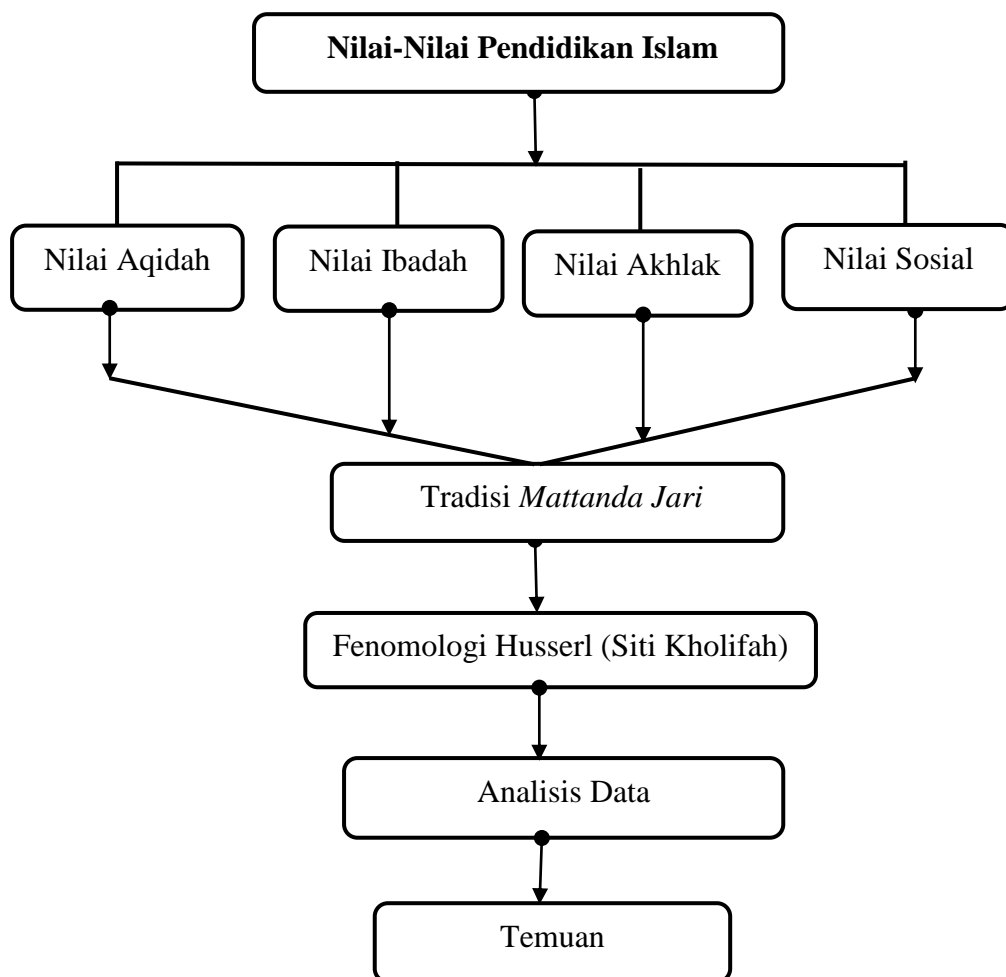 Nilai-Nilai Pendidikan Islam
Nilai Aqidah
Nilai Ibadah
Nilai Akhlak
Nilai Sosial
Tradisi Mattanda Jari
Fenomologi Husserl (Siti Kholifah)
Analisis Data
Temuan